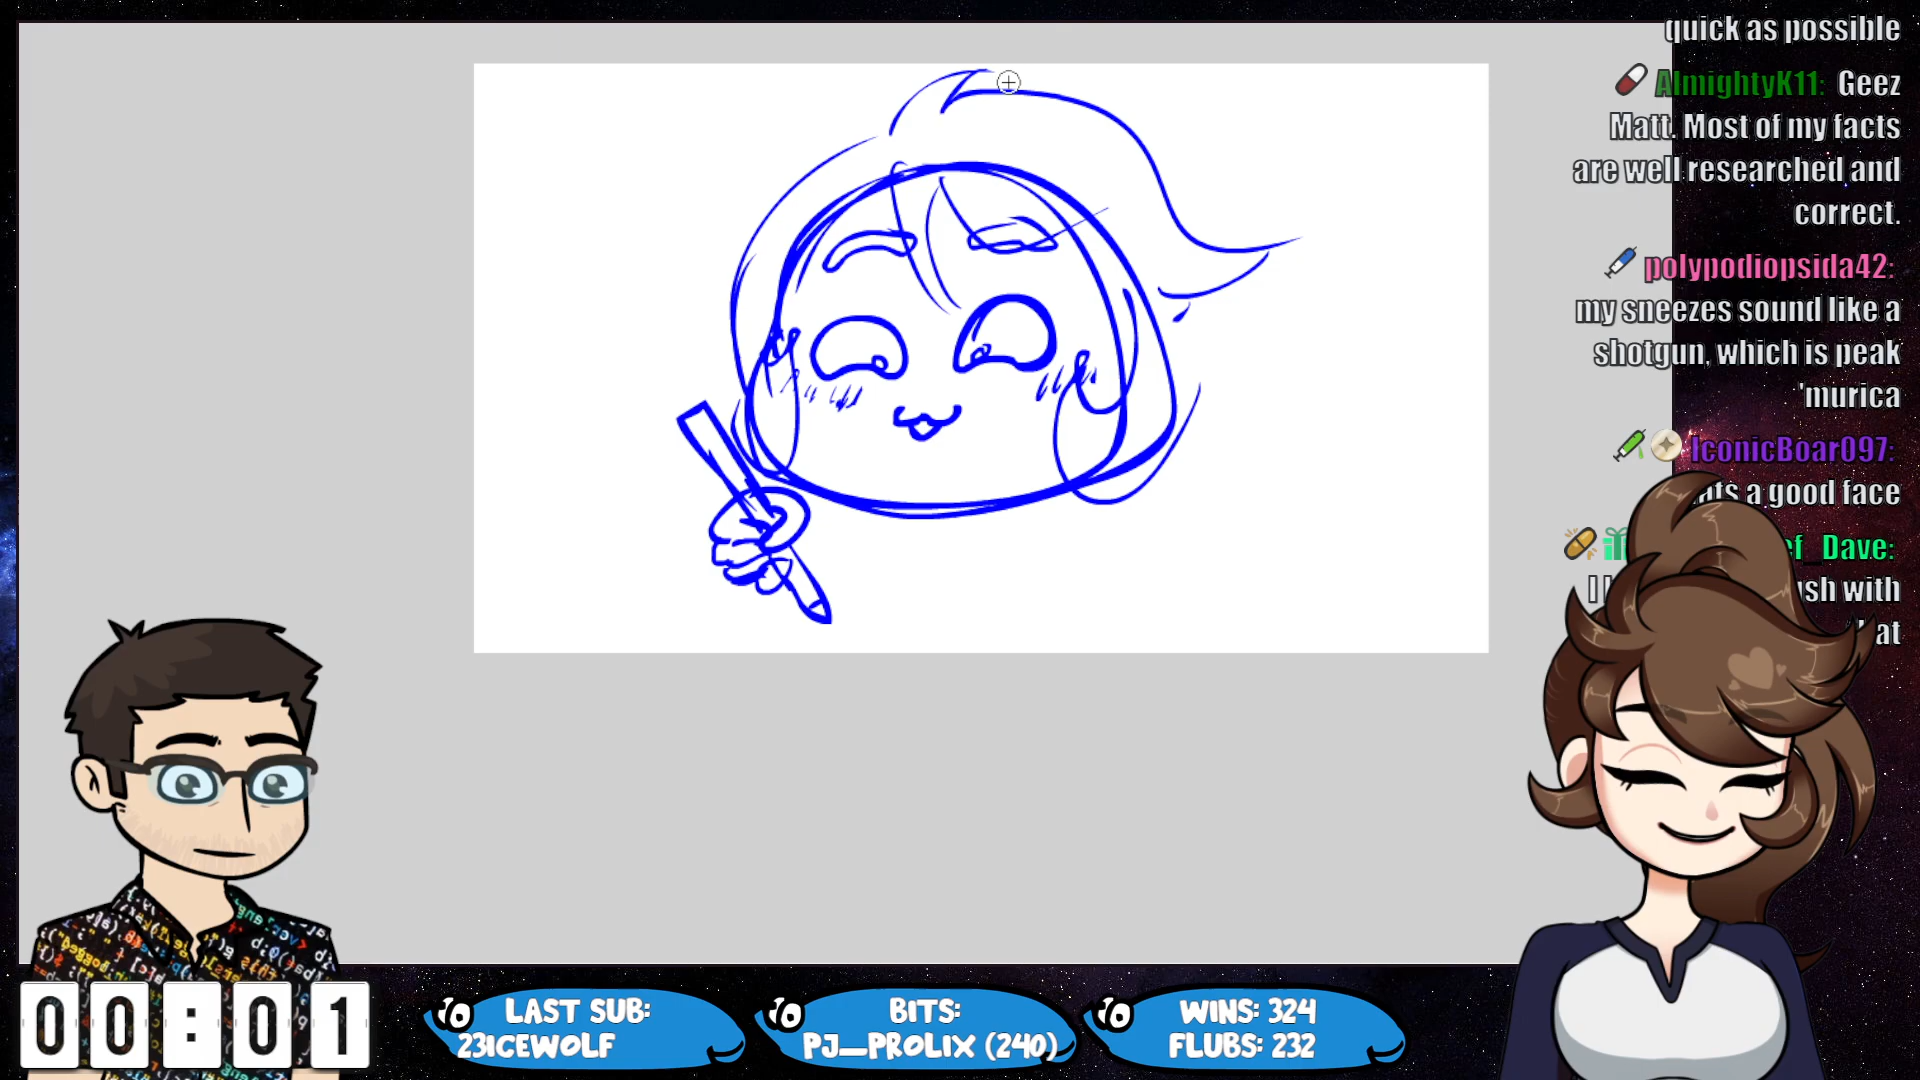 quick as possible
AlmightyK11: Geez
Matt. Most of my facts
are well researched and
correct.
polypodiopsida42:
my sneezes sound like a
shotgun, which is peak
'murica
IconicBoar097:
a good face
Dave:
with
00:01
LAST SUB:
23ICEWOLF
BITS:
PJ_PROLIX (240)
WINS: 324
FLUBS: 232